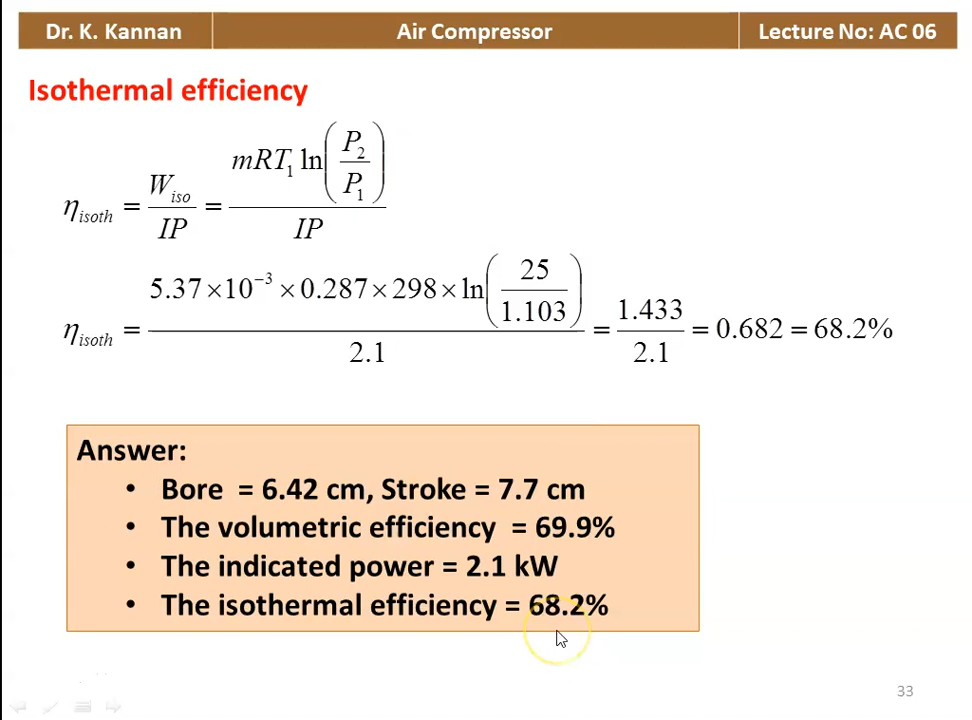 Dr. K. Kannan Air Compressor Lecture No: AC 06
Isothermal efficiency
η_isoth = W_iso / IP = mRT_1 ln(P_2 / P_1) / IP
η_isoth = 5.37 × 10^−3 × 0.287 × 298 × ln(25 / 1.103) / 2.1 = 1.433 / 2.1 = 0.682 = 68.2%
Answer:
• Bore = 6.42 cm, Stroke = 7.7 cm
• The volumetric efficiency = 69.9%
• The indicated power = 2.1 kW
• The isothermal efficiency = 68.2%
33